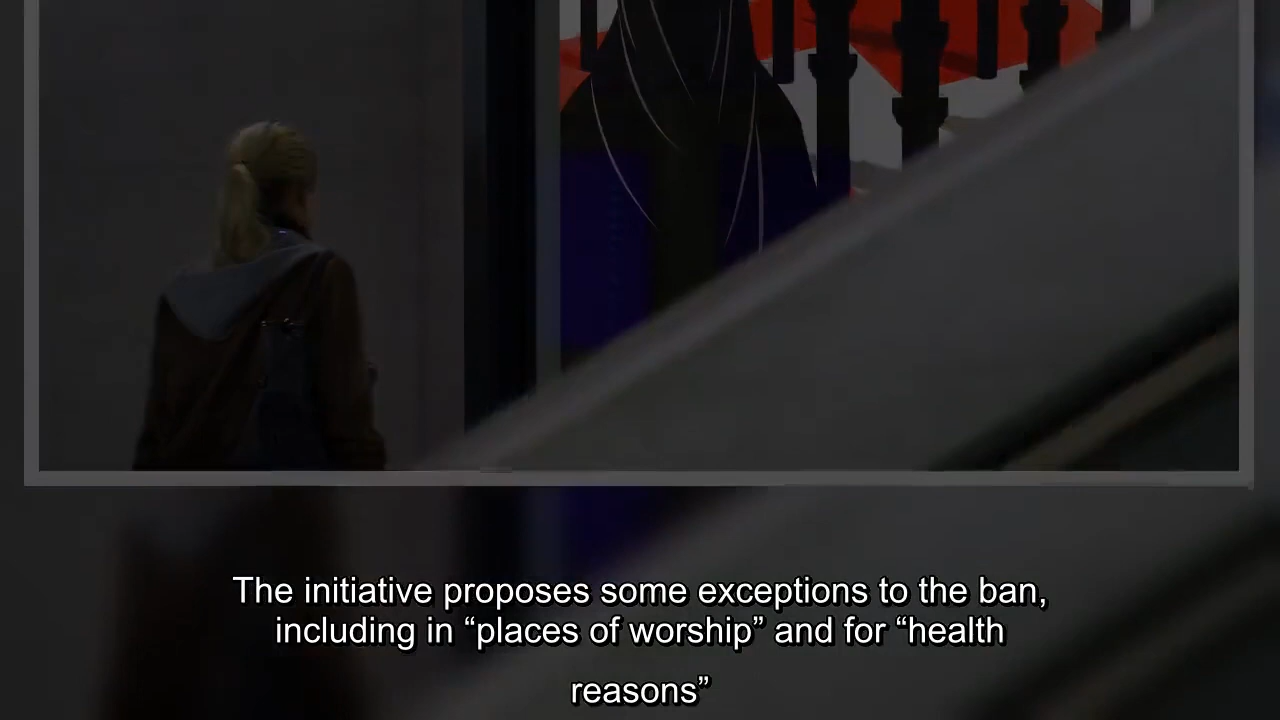 The initiative proposes some exceptions to the ban,
including in “places of worship” and for “health
reasons”